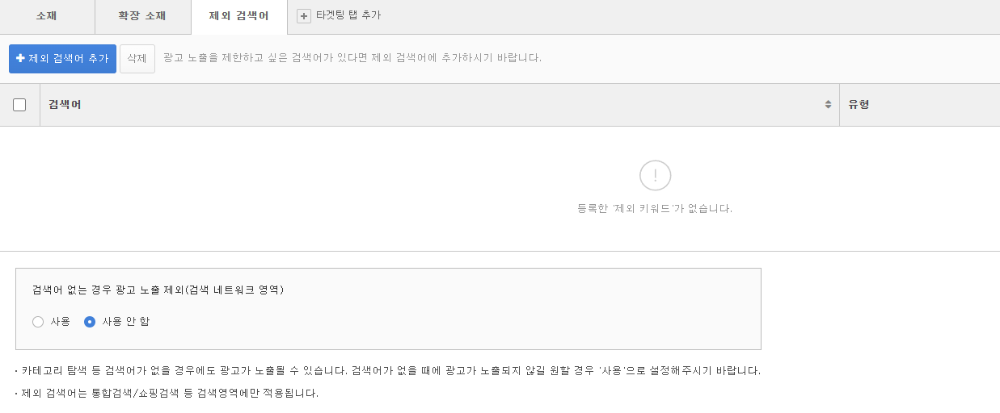 소재 확장 소재 제외 검색어 + 타겟팅 탭 추가
+ 제외 검색어 추가 삭제 광고 노출을 제한하고 싶은 검색어가 있다면 제외 검색어에 추가하시기 바랍니다.
검색어 유형
!
등록한 '제외 키워드'가 없습니다.
검색어 없는 경우 광고 노출 제외(검색 네트워크 영역)
사용 사용 안 함
· 카테고리 탐색 등 검색어가 없을 경우에도 광고가 노출될 수 있습니다. 검색어가 없을 때에 광고가 노출되지 않길 원할 경우 '사용'으로 설정해주시기 바랍니다.
· 제외 검색어는 통합검색/쇼핑검색 등 검색영역에만 적용됩니다.